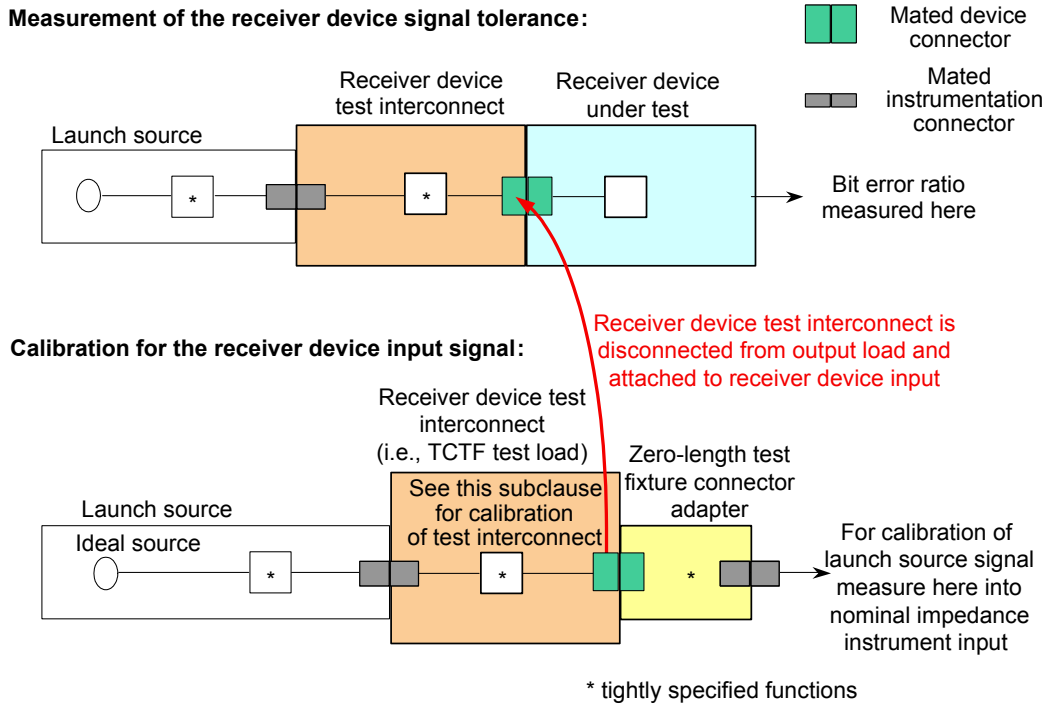 Measurement of the receiver device signal tolerance:
Mated device
connector
Mated
instrumentation
connector
Receiver device
test interconnect
Receiver device
under test
Launch source
*
*
Bit error ratio
measured here
Receiver device test interconnect is
disconnected from output load and
attached to receiver device input
Calibration for the receiver device input signal:
Receiver device test
interconnect
(i.e., TCTF test load)
Zero-length test
fixture connector
adapter
Launch source
Ideal source
See this subclause
for calibration
of test interconnect
*
*
*
For calibration of
launch source signal
measure here into
nominal impedance
instrument input
* tightly specified functions